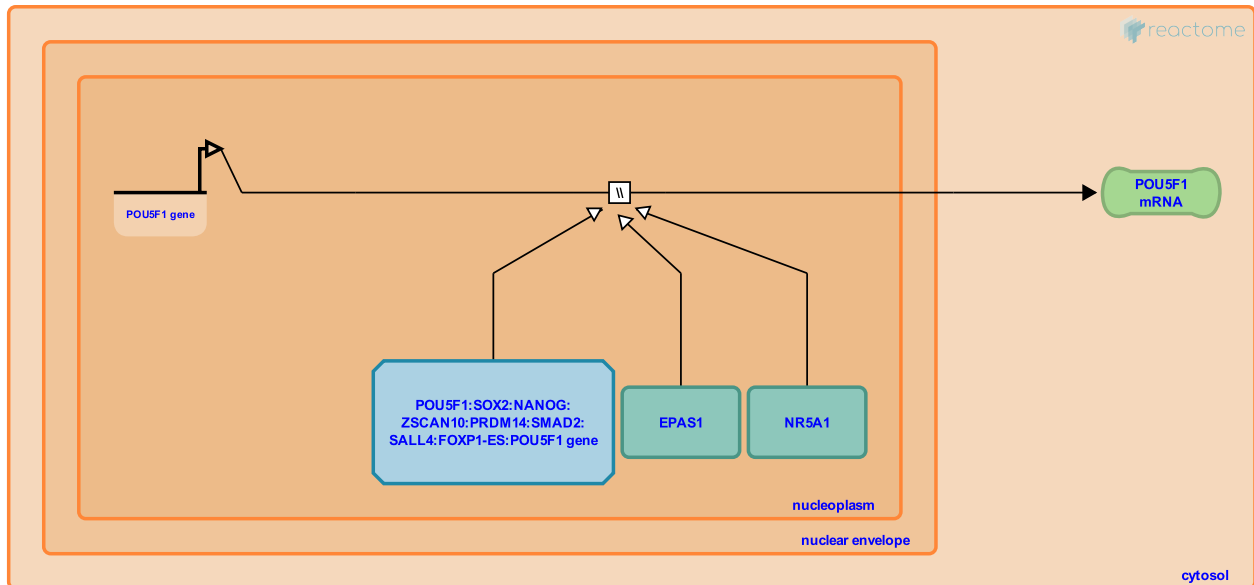 reactome
POU5F1 gene
\\
POU5F1
mRNA
POU5F1:SOX2:NANOG:
ZSCAN10:PRDM14:SMAD2:
SALL4:FOXP1-ES:POU5F1 gene
EPAS1
NR5A1
nucleoplasm
nuclear envelope
cytosol